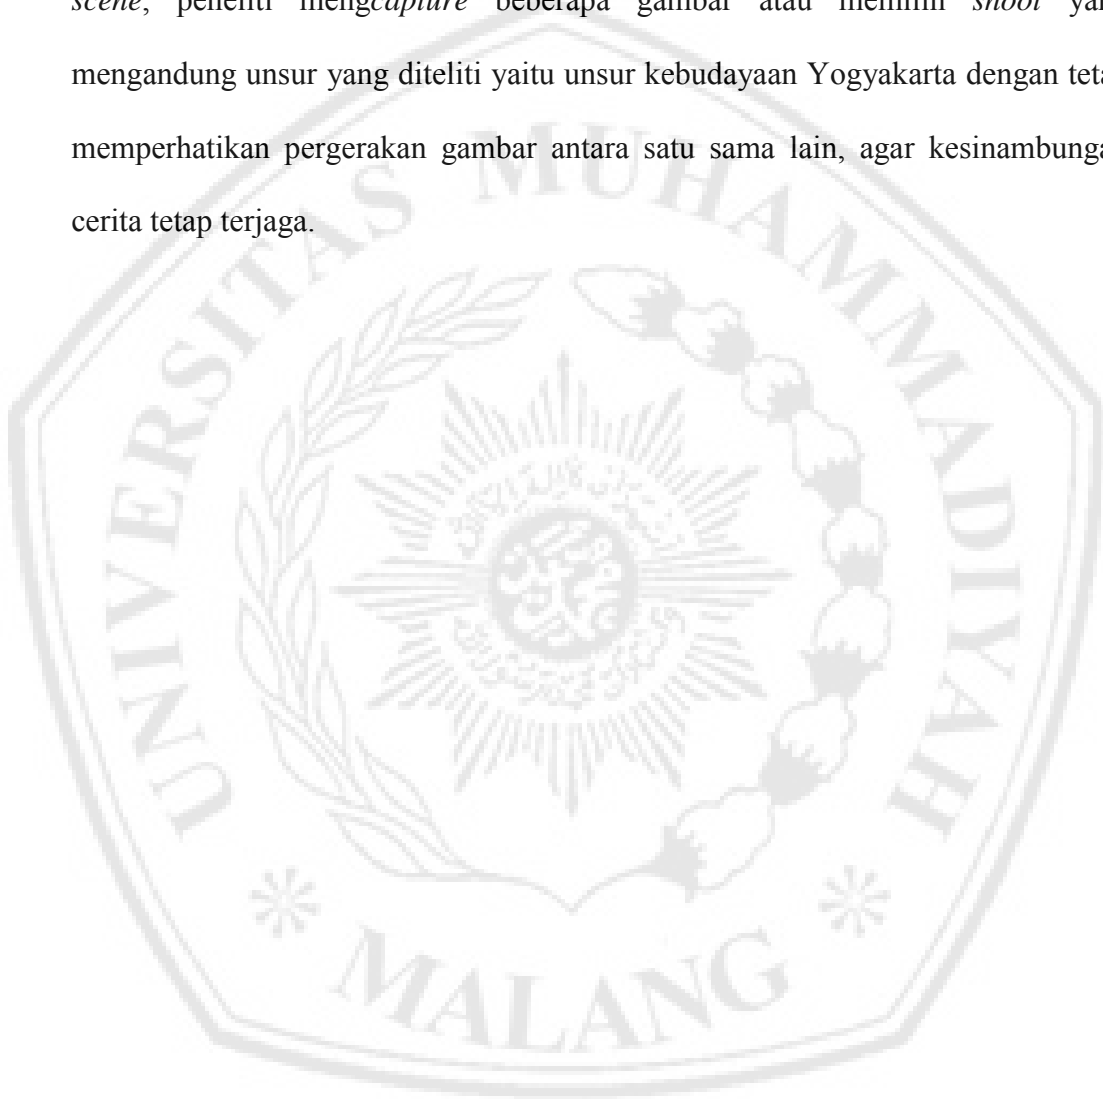 scene, peneliti mengcapture beberapa gambar atau memilih shoot yan
mengandung unsur yang diteliti yaitu unsur kebudayaan Yogyakarta dengan teta
memperhatikan pergerakan gambar antara satu sama lain, agar kesinambunga
cerita tetap terjaga.
UNIVERSITAS MUHAMMADIYAH
MALANG